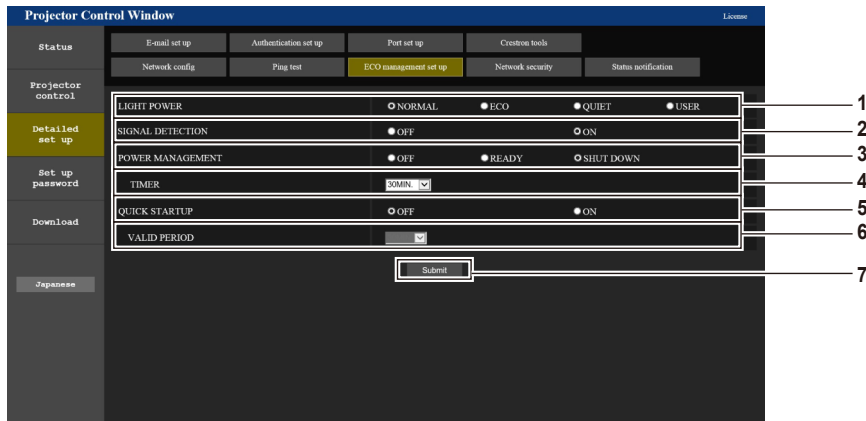 Projector Control Window License
Status
E-mail set up Authentication set up Port set up Crestron tools
Network config Ping test ECO management set up Network security Status notification
Projector
control
Detailed
set up
Set up
password
Download
Japanese
LIGHT POWER NORMAL ECO QUIET USER 1
SIGNAL DETECTION OFF ON 2
POWER MANAGEMENT OFF READY SHUT DOWN 3
TIMER 30MIN. 4
QUICK STARTUP OFF ON 5
VALID PERIOD 6
Submit 7